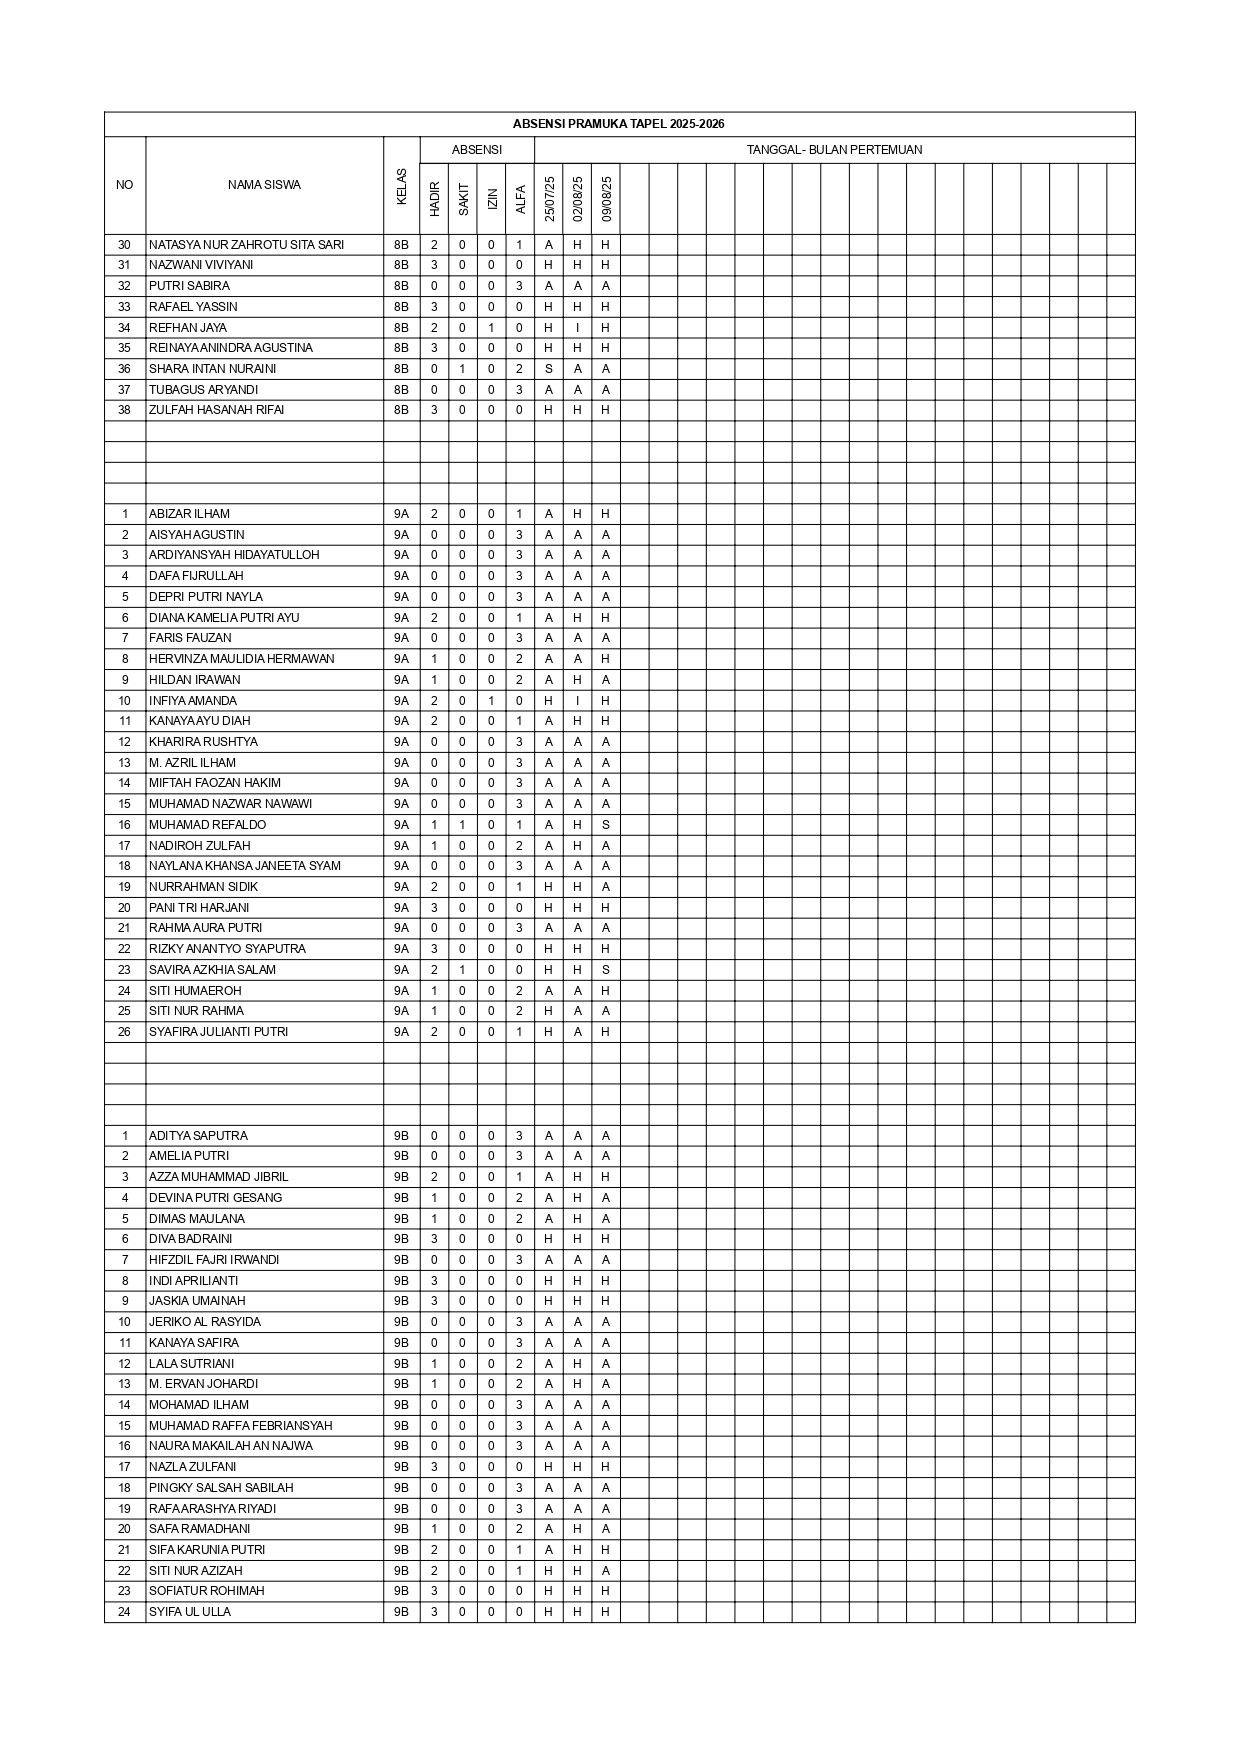 ABSENSI PRAMUKA TAPEL 2025-2026
NO NAMA SISWA KELAS ABSENSI TANGGAL- BULAN PERTEMUAN
HADIR SAKIT IZIN ALFA 25/07/25 02/08/25 09/08/25
30 NATASYA NUR ZAHROTU SITA SARI 8B 2 0 0 1 A H H
31 NAZWANI VIVIYANI 8B 3 0 0 0 H H H
32 PUTRI SABIRA 8B 0 0 0 3 A A A
33 RAFAEL YASSIN 8B 3 0 0 0 H H H
34 REFHAN JAYA 8B 2 0 1 0 H I H
35 REINAYA ANINDRA AGUSTINA 8B 3 0 0 0 H H H
36 SHARA INTAN NURAINI 8B 0 1 0 2 S A A
37 TUBAGUS ARYANDI 8B 0 0 0 3 A A A
38 ZULFAH HASANAH RIFAI 8B 3 0 0 0 H H H
1 ABIZAR ILHAM 9A 2 0 0 1 A H H
2 AISYAH AGUSTIN 9A 0 0 0 3 A A A
3 ARDIYANSYAH HIDAYATULLOH 9A 0 0 0 3 A A A
4 DAFA FIJRULLAH 9A 0 0 0 3 A A A
5 DEPRI PUTRI NAYLA 9A 0 0 0 3 A A A
6 DIANA KAMELIA PUTRI AYU 9A 2 0 0 1 A H H
7 FARIS FAUZAN 9A 0 0 0 3 A A A
8 HERVINZA MAULIDIA HERMAWAN 9A 1 0 0 2 A A H
9 HILDAN IRAWAN 9A 1 0 0 2 A H A
10 INFIYA AMANDA 9A 2 0 1 0 H I H
11 KANAYA AYU DIAH 9A 2 0 0 1 A H H
12 KHARIRA RUSHTYA 9A 0 0 0 3 A A A
13 M. AZRIL ILHAM 9A 0 0 0 3 A A A
14 MIFTAH FAOZAN HAKIM 9A 0 0 0 3 A A A
15 MUHAMAD NAZWAR NAWAWI 9A 0 0 0 3 A A A
16 MUHAMAD REFALDO 9A 1 1 0 1 A H S
17 NADIROH ZULFAH 9A 1 0 0 2 A H A
18 NAYLANA KHANSA JANEETA SYAM 9A 0 0 0 3 A A A
19 NURRAHMAN SIDIK 9A 2 0 0 1 H H A
20 PANI TRI HARJANI 9A 3 0 0 0 H H H
21 RAHMA AURA PUTRI 9A 0 0 0 3 A A A
22 RIZKY ANANTYO SYAPUTRA 9A 3 0 0 0 H H H
23 SAVIRA AZKHIA SALAM 9A 2 1 0 0 H H S
24 SITI HUMAEROH 9A 1 0 0 2 A A H
25 SITI NUR RAHMA 9A 1 0 0 2 H A A
26 SYAFIRA JULIANTI PUTRI 9A 2 0 0 1 H A H
1 ADITYA SAPUTRA 9B 0 0 0 3 A A A
2 AMELIA PUTRI 9B 0 0 0 3 A A A
3 AZZA MUHAMMAD JIBRIL 9B 2 0 0 1 A H H
4 DEVINA PUTRI GESANG 9B 1 0 0 2 A H A
5 DIMAS MAULANA 9B 1 0 0 2 A H A
6 DIVA BADRAINI 9B 3 0 0 0 H H H
7 HIFZDIL FAJRI IRWANDI 9B 0 0 0 3 A A A
8 INDI APRILIANTI 9B 3 0 0 0 H H H
9 JASKIA UMAINAH 9B 3 0 0 0 H H H
10 JERIKO AL RASYIDA 9B 0 0 0 3 A A A
11 KANAYA SAFIRA 9B 0 0 0 3 A A A
12 LALA SUTRIANI 9B 1 0 0 2 A H A
13 M. ERVAN JOHARDI 9B 1 0 0 2 A H A
14 MOHAMAD ILHAM 9B 0 0 0 3 A A A
15 MUHAMAD RAFFA FEBRIANSYAH 9B 0 0 0 3 A A A
16 NAURA MAKAILAH AN NAJWA 9B 0 0 0 3 A A A
17 NAZLA ZULFANI 9B 3 0 0 0 H H H
18 PINGKY SALSAH SABILAH 9B 0 0 0 3 A A A
19 RAFA ARASHYA RIYADI 9B 0 0 0 3 A A A
20 SAFA RAMADHANI 9B 1 0 0 2 A H A
21 SIFA KARUNIA PUTRI 9B 2 0 0 1 A H H
22 SITI NUR AZIZAH 9B 2 0 0 1 H H A
23 SOFIATUR ROHIMAH 9B 3 0 0 0 H H H
24 SYIFA UL ULLA 9B 3 0 0 0 H H H